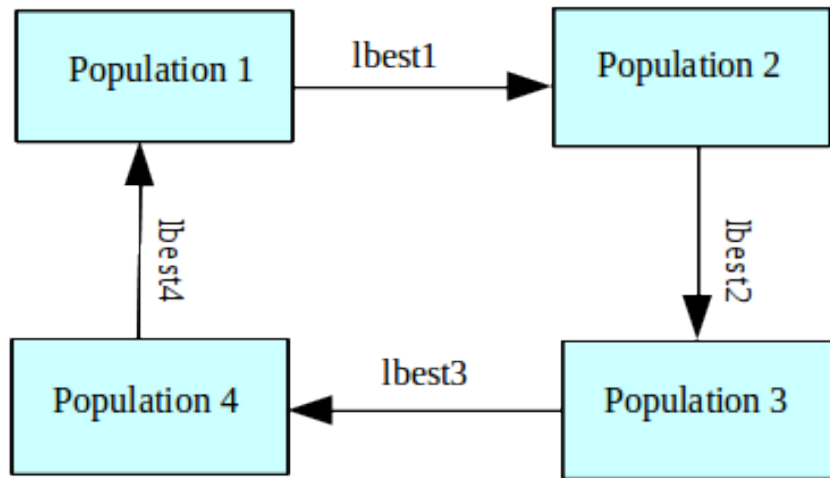 Population 1
lbest1
Population 2
lbest4
lbest2
Population 4
lbest3
Population 3